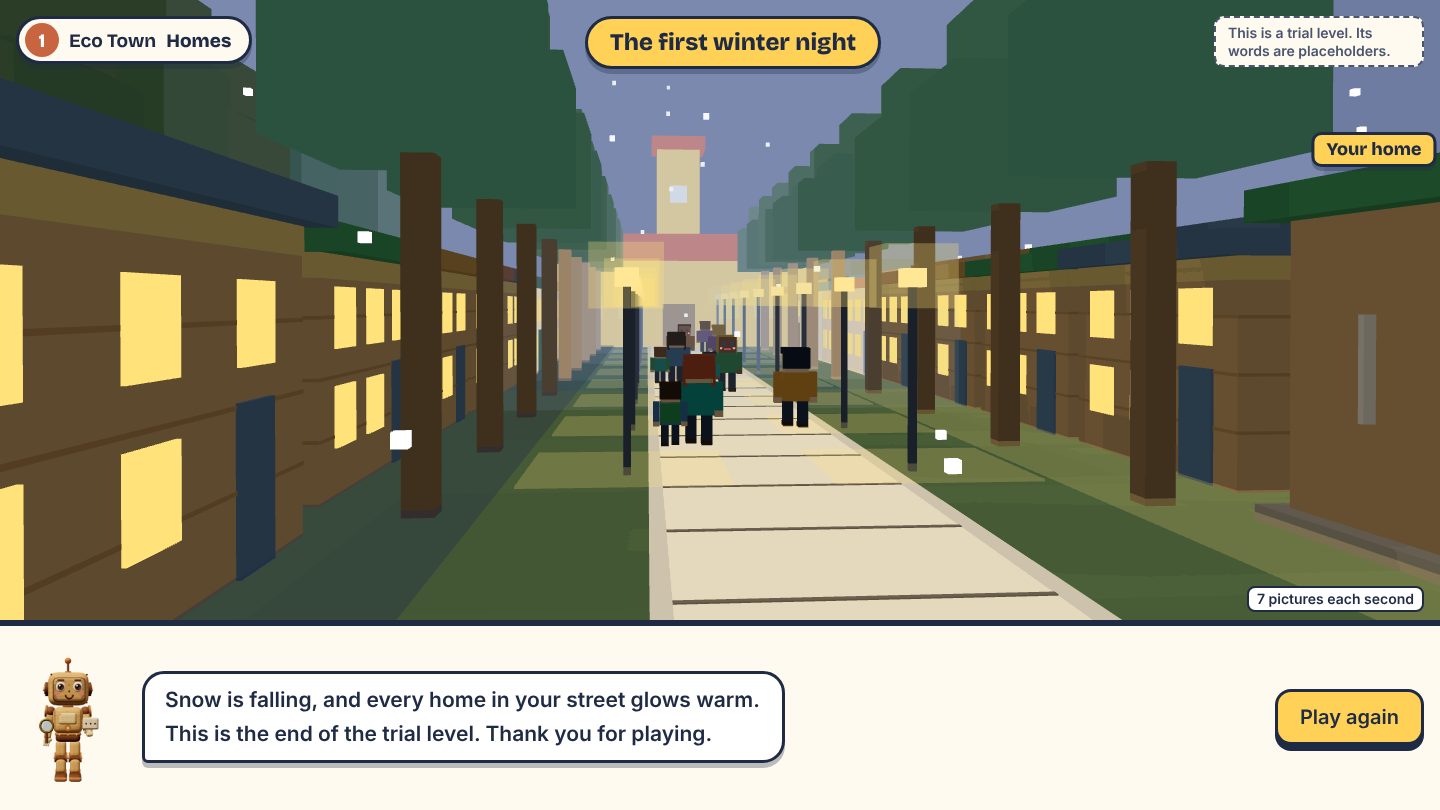 1 Eco Town Homes
The first winter night
This is a trial level. Its
words are placeholders.
Your home
7 pictures each second
Snow is falling, and every home in your street glows warm.
This is the end of the trial level. Thank you for playing.
Play again